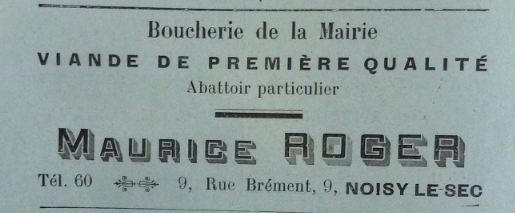 Boucherie de la Mairie
VIANDE DE PREMIÈRE QUALITÉ
Abattoir particulier
MAURICE ROGER
Tél. 60 9, Rue Brément, 9, NOISY LE-SEC